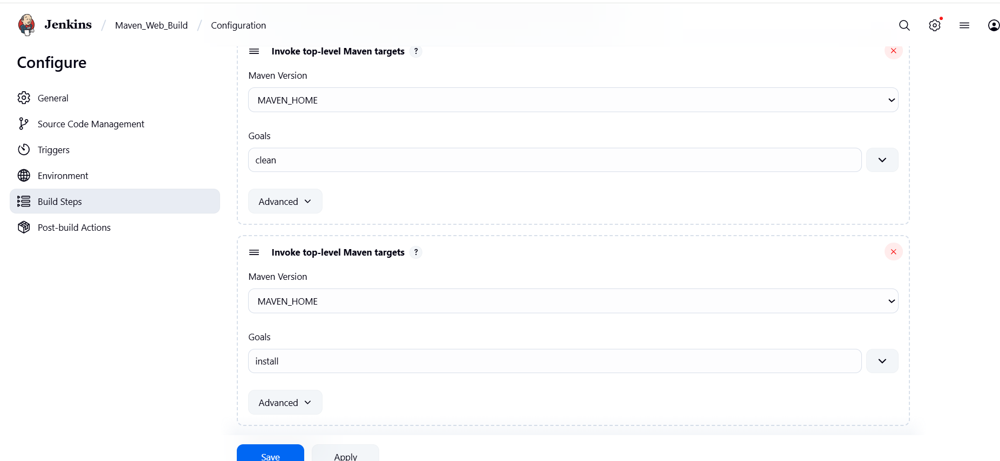 Jenkins / Maven_Web_Build / Configuration
Configure
General
Source Code Management
Triggers
Environment
Build Steps
Post-build Actions
Invoke top-level Maven targets ?
Maven Version
MAVEN_HOME
Goals
clean
Advanced
Invoke top-level Maven targets ?
Maven Version
MAVEN_HOME
Goals
install
Advanced
Save Apply